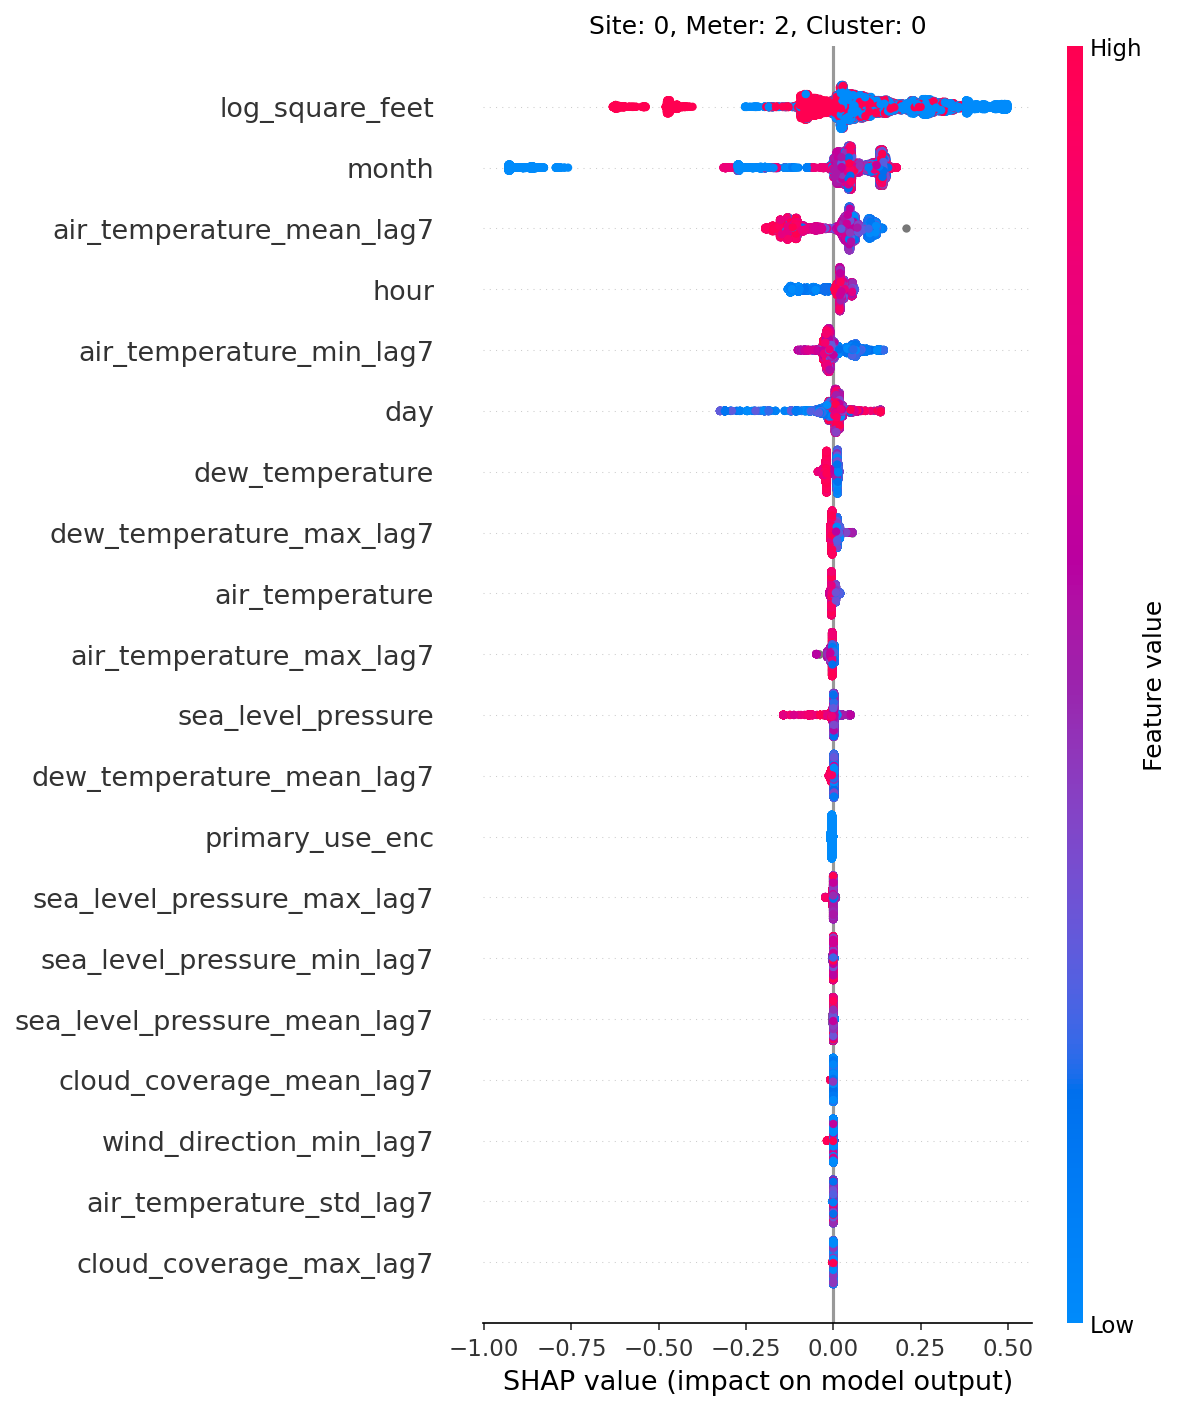 Site: 0, Meter: 2, Cluster: 0
High
log_square_feet
month
air_temperature_mean_lag7
hour
air_temperature_min_lag7
day
dew_temperature
dew_temperature_max_lag7
air_temperature
air_temperature_max_lag7
sea_level_pressure
dew_temperature_mean_lag7
primary_use_enc
sea_level_pressure_max_lag7
sea_level_pressure_min_lag7
sea_level_pressure_mean_lag7
cloud_coverage_mean_lag7
wind_direction_min_lag7
air_temperature_std_lag7
cloud_coverage_max_lag7
Feature value
Low
−1.00 −0.75 −0.50 −0.25 0.00 0.25 0.50
SHAP value (impact on model output)